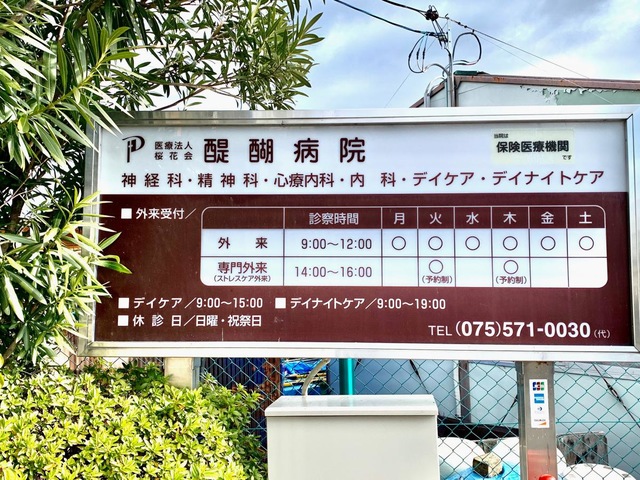 医療法人
桜花会
醍醐病院
当院は
保険医療機関
です
神経科・精神科・心療内科・内 科・デイケア・デイナイトケア
■外来受付／
診察時間 月 火 水 木 金 土
外 来 9:00〜12:00 ○ ○ ○ ○ ○ ○
専門外来 14:00〜16:00 ○ ○
(ストレスケア外来) (予約制) (予約制)
■デイケア／9:00〜15:00 ■デイナイトケア／9:00〜19:00
■休 診 日／日曜・祝祭日
TEL (075)571-0030(代)
JCB